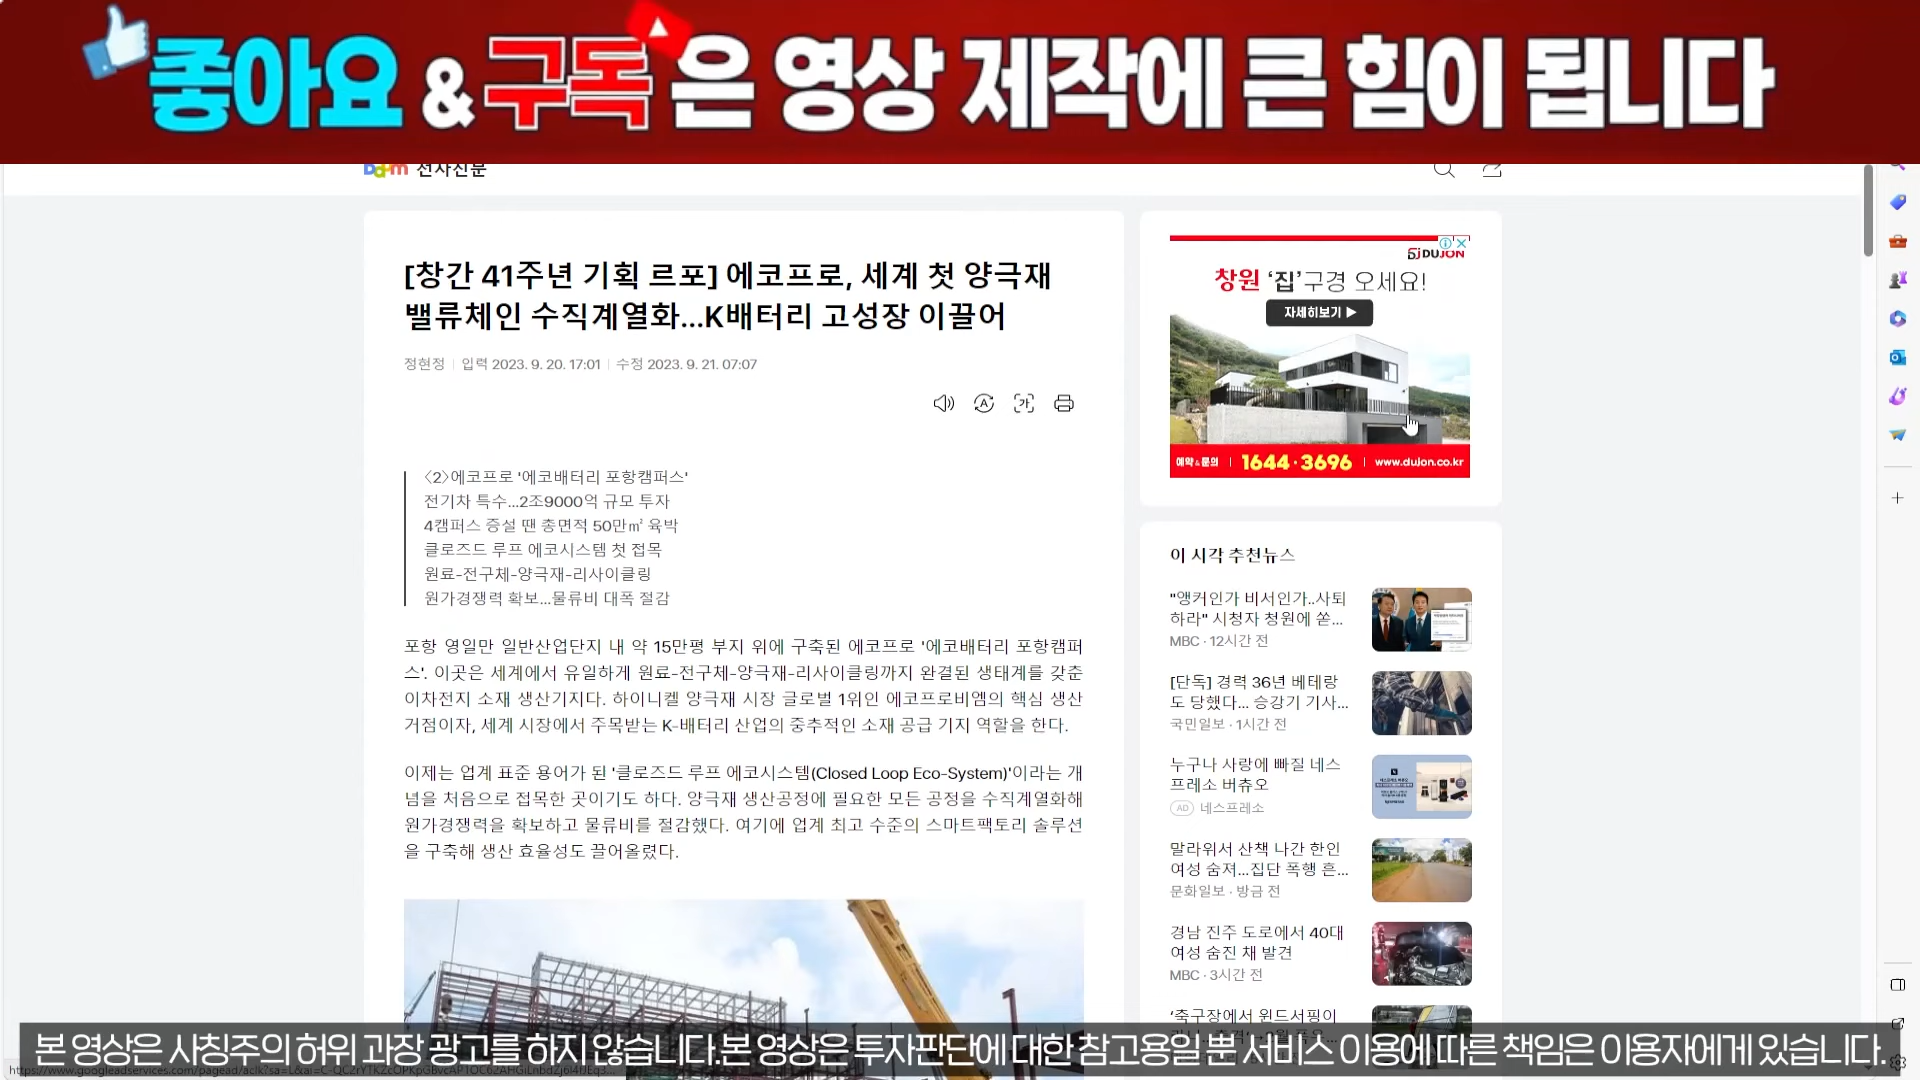 좋아요 & 구독 은 영상 제작에 큰 힘이 됩니다
Daum 전자신문
[창간 41주년 기획 르포] 에코프로, 세계 첫 양극재
밸류체인 수직계열화...K배터리 고성장 이끌어
정현정 | 입력 2023. 9. 20. 17:01 | 수정 2023. 9. 21. 07:07
〈2〉에코프로 '에코배터리 포항캠퍼스'
전기차 특수...2조9000억 규모 투자
4캠퍼스 증설 땐 총면적 50만㎡ 육박
클로즈드 루프 에코시스템 첫 접목
원료-전구체-양극재-리사이클링
원가경쟁력 확보...물류비 대폭 절감
포항 영일만 일반산업단지 내 약 15만평 부지 위에 구축된 에코프로 '에코배터리 포항캠퍼
스'. 이곳은 세계에서 유일하게 원료-전구체-양극재-리사이클링까지 완결된 생태계를 갖춘
이차전지 소재 생산기지다. 하이니켈 양극재 시장 글로벌 1위인 에코프로비엠의 핵심 생산
거점이자, 세계 시장에서 주목받는 K-배터리 산업의 중추적인 소재 공급 기지 역할을 한다.
이제는 업계 표준 용어가 된 '클로즈드 루프 에코시스템(Closed Loop Eco-System)'이라는 개
념을 처음으로 접목한 곳이기도 하다. 양극재 생산공정에 필요한 모든 공정을 수직계열화해
원가경쟁력을 확보하고 물류비를 절감했다. 여기에 업계 최고 수준의 스마트팩토리 솔루션
을 구축해 생산 효율성도 끌어올렸다.
DUJON
창원 '집'구경 오세요!
자세히보기 ▶
예약&문의 | 1644·3696 | www.dujon.co.kr
이 시각 추천뉴스
"앵커인가 비서인가..사퇴
하라" 시청자 청원에 쏟...
MBC · 12시간 전
[단독] 경력 36년 베테랑
도 당했다... 승강기 기사...
국민일보 · 1시간 전
누구나 사랑에 빠질 네스
프레소 버츄오
AD 네스프레소
말라위서 산책 나간 한인
여성 숨져...집단 폭행 흔...
문화일보 · 방금 전
경남 진주 도로에서 40대
여성 숨진 채 발견
MBC · 3시간 전
'축구장에서 윈드서핑이
본 영상은 사칭주의 허위 과장 광고를 하지 않습니다.본 영상은 투자판단에 대한 참고용일 뿐 서비스 이용에 따른 책임은 이용자에게 있습니다.